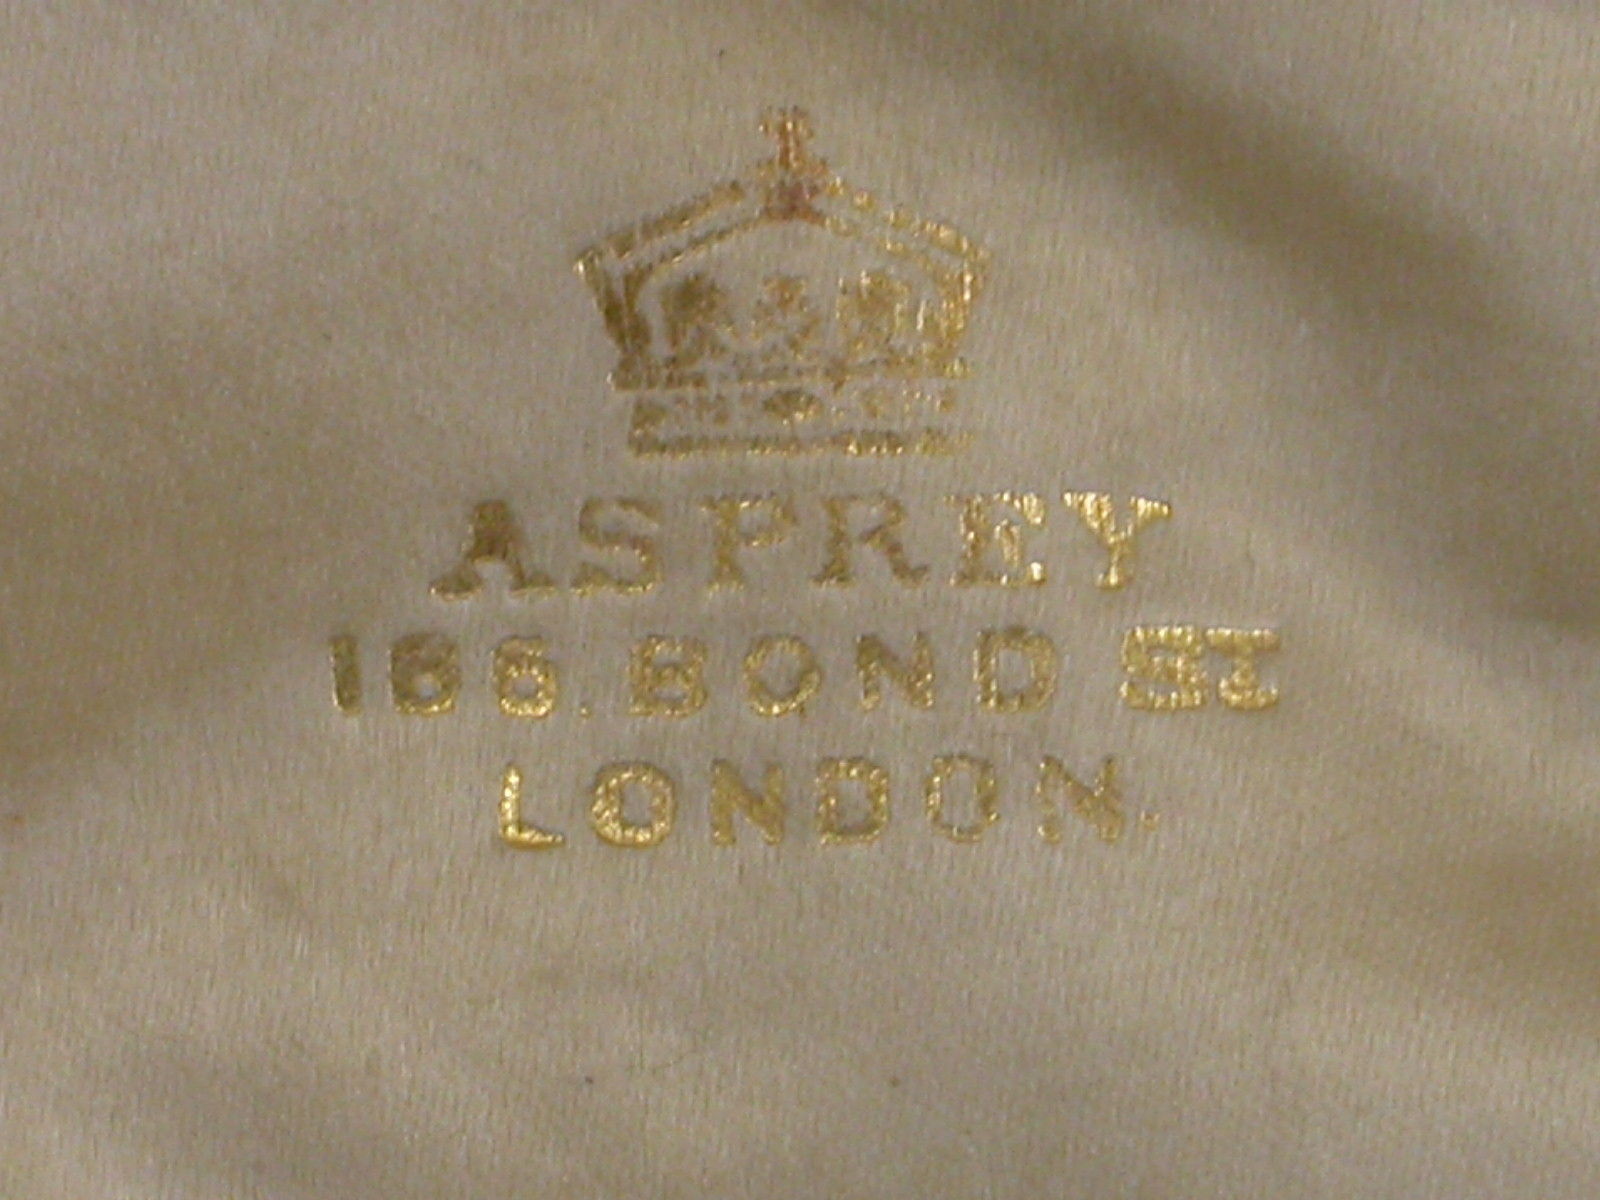 ASPREY
166. BOND ST
LONDON.